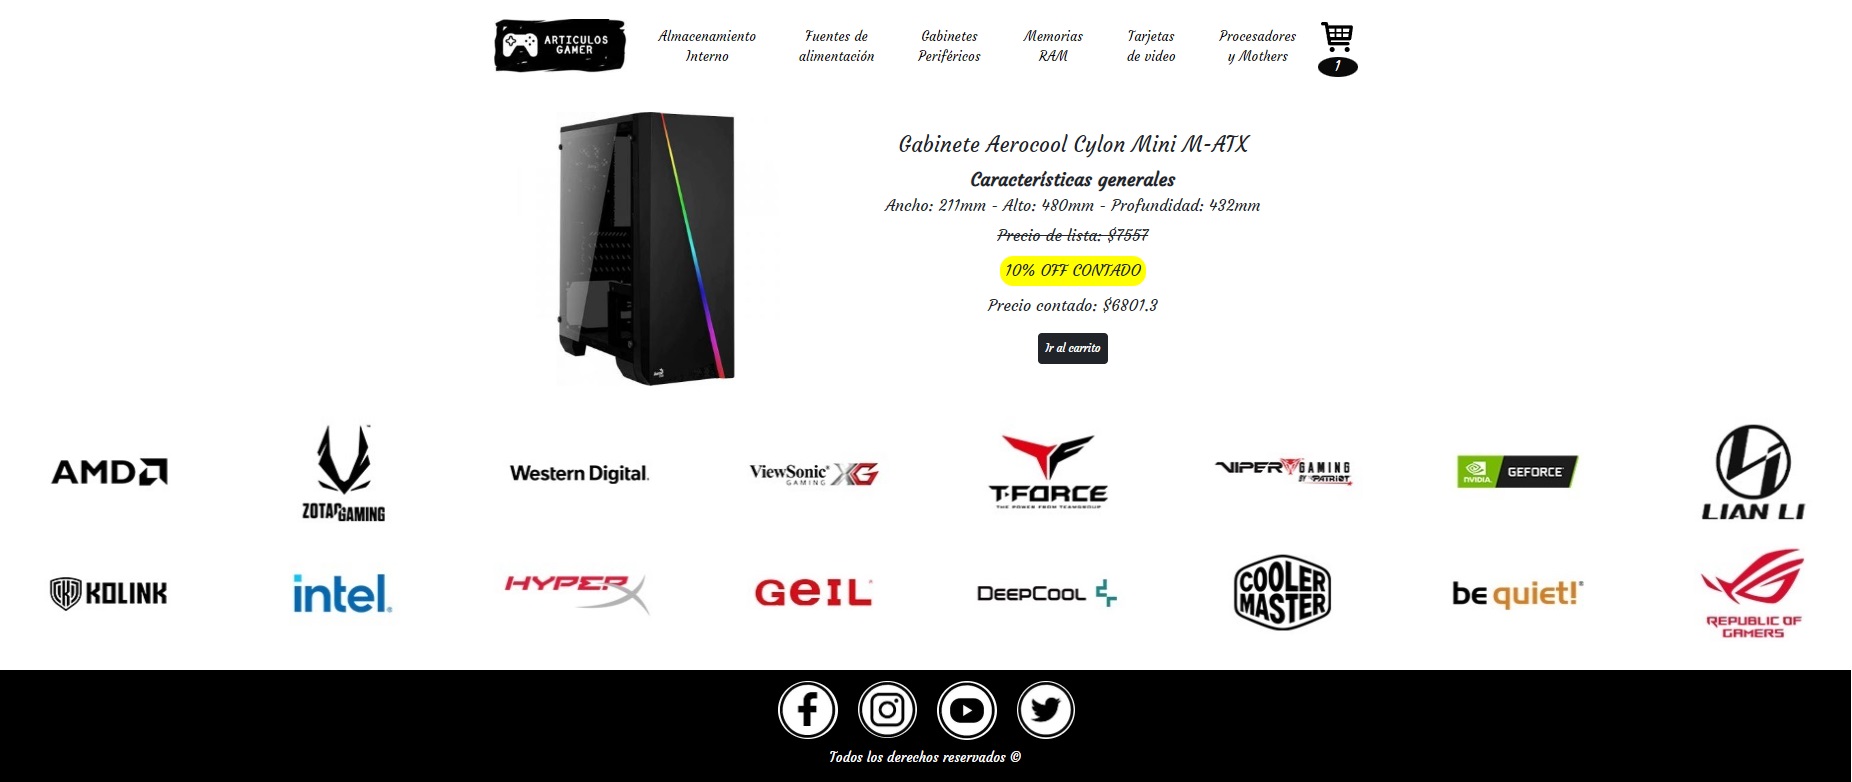 ARTICULOS
GAMER
Almacenamiento
Interno
Fuentes de
alimentación
Gabinetes
Periféricos
Memorias
RAM
Tarjetas
de video
Procesadores
y Mothers
1
Gabinete Aerocool Cylon Mini M-ATX
Características generales
Ancho: 211mm - Alto: 480mm - Profundidad: 432mm
Precio de lista: $7557
10% OFF CONTADO
Precio contado: $6801.3
Ir al carrito
AMD
ZOTAC GAMING
Western Digital.
ViewSonic XG
GAMING
T-FORCE
THE POWER FROM TEAMGROUP
VIPER GAMING
BY PATRIOT
NVIDIA. GEFORCE
LIAN LI
KOLINK
intel.
HYPERX
GEIL
DEEPCOOL
COOLER
MASTER
be quiet!
REPUBLIC OF
GAMERS
Todos los derechos reservados ©